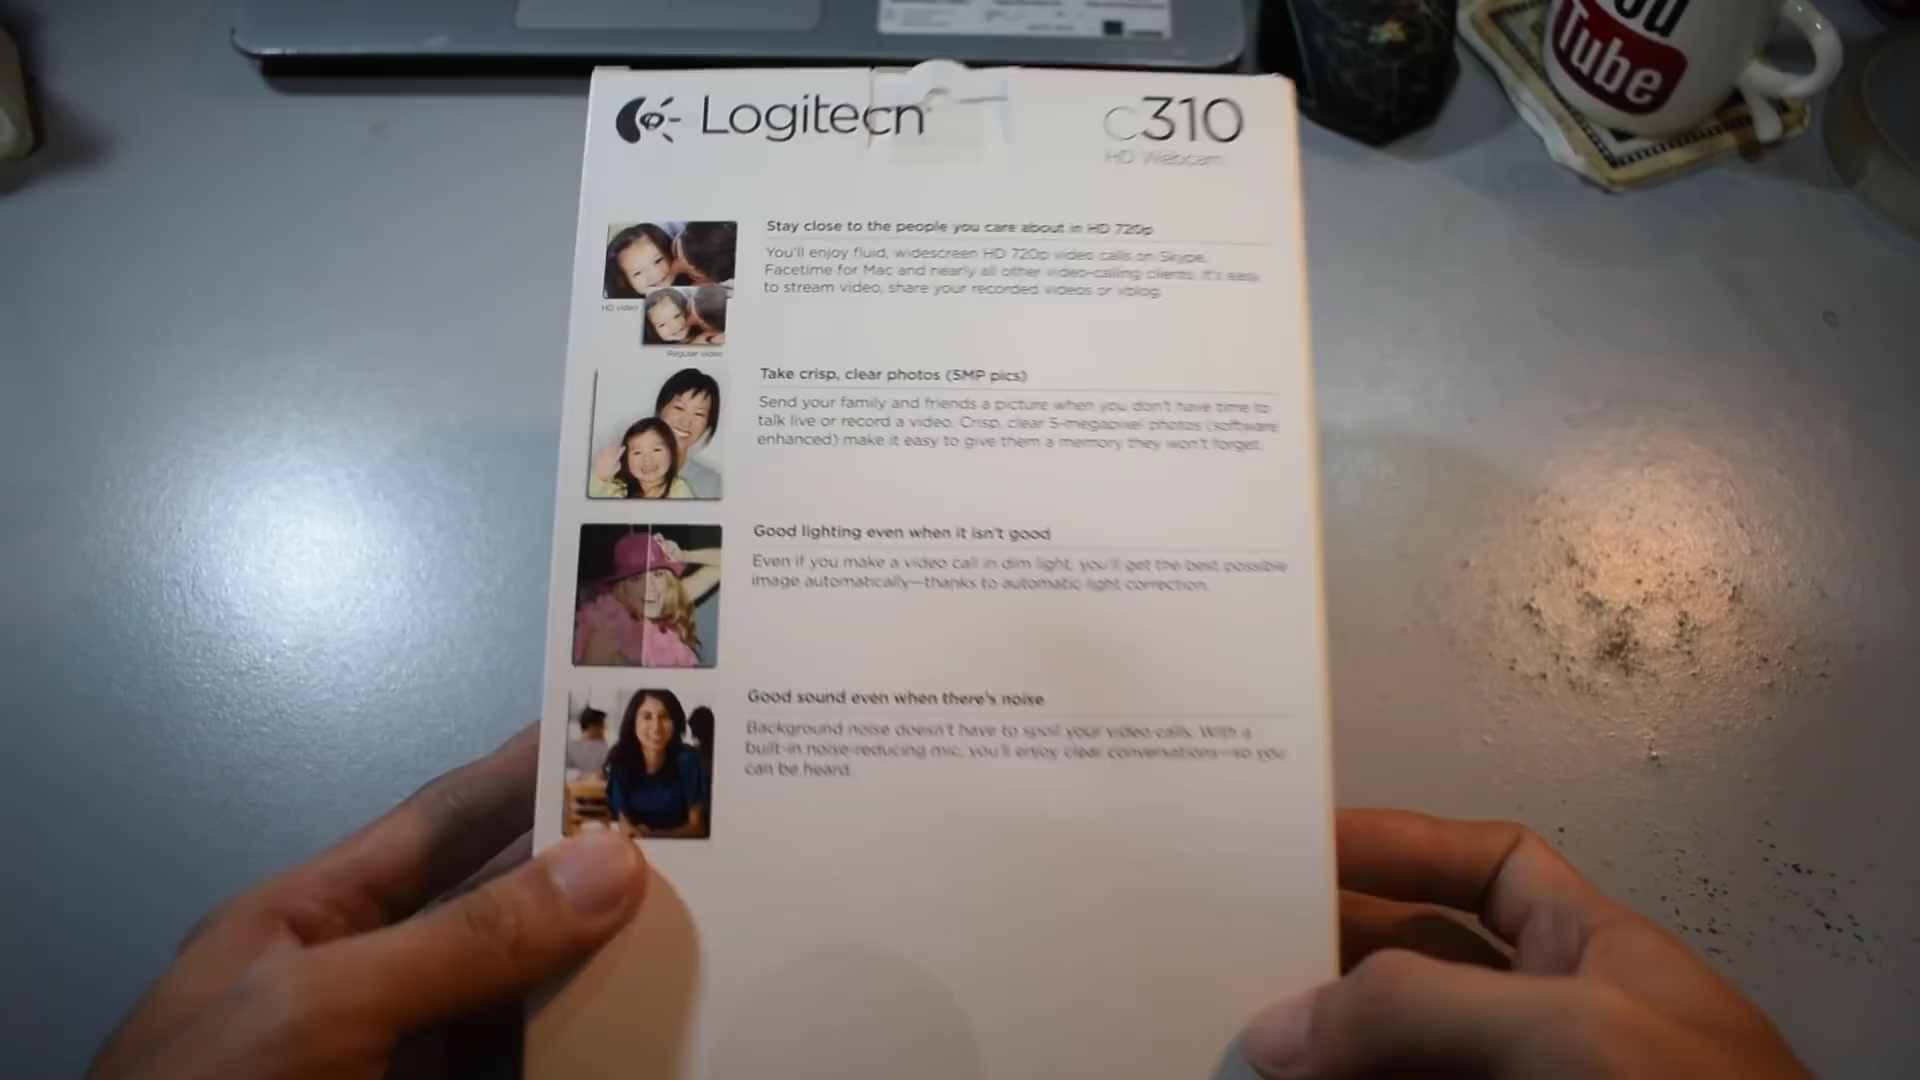 You
Tube
Logitech
c310
HD Webcam
Stay close to the people you care about in HD 720p
You'll enjoy fluid, widescreen HD 720p video calls on Skype,
Facetime for Mac and nearly all other video-calling clients. It's easy
to stream video, share your recorded videos or vblog.
HD video
Regular video
Take crisp, clear photos (5MP pics)
Send your family and friends a picture when you don't have time to
talk live or record a video. Crisp, clear 5-megapixel photos (software
enhanced) make it easy to give them a memory they won't forget.
Good lighting even when it isn't good
Even if you make a video call in dim light, you'll get the best possible
image automatically—thanks to automatic light correction.
Good sound even when there's noise
Background noise doesn't have to spoil your video calls. With a
built-in noise-reducing mic, you'll enjoy clear conversations—so you
can be heard.